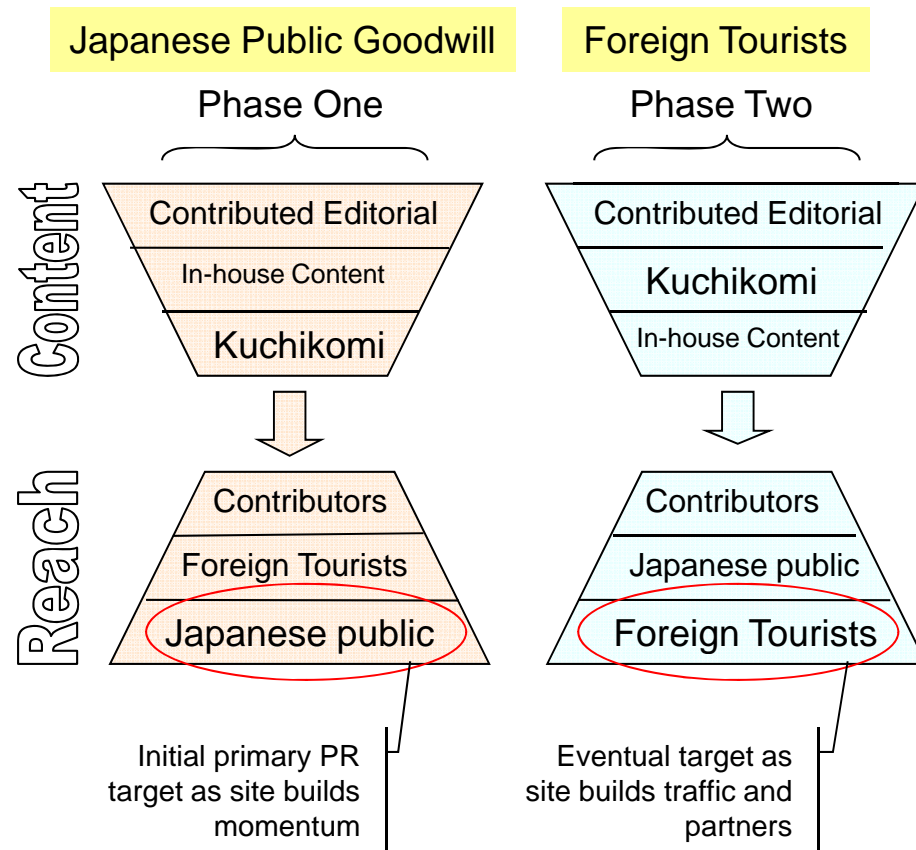 Japanese Public Goodwill
Foreign Tourists
Phase One
Phase Two
Content
Contributed Editorial
In-house Content
Kuchikomi
Contributed Editorial
Kuchikomi
In-house Content
Reach
Contributors
Foreign Tourists
Japanese public
Contributors
Japanese public
Foreign Tourists
Initial primary PR
target as site builds
momentum
Eventual target as
site builds traffic and
partners